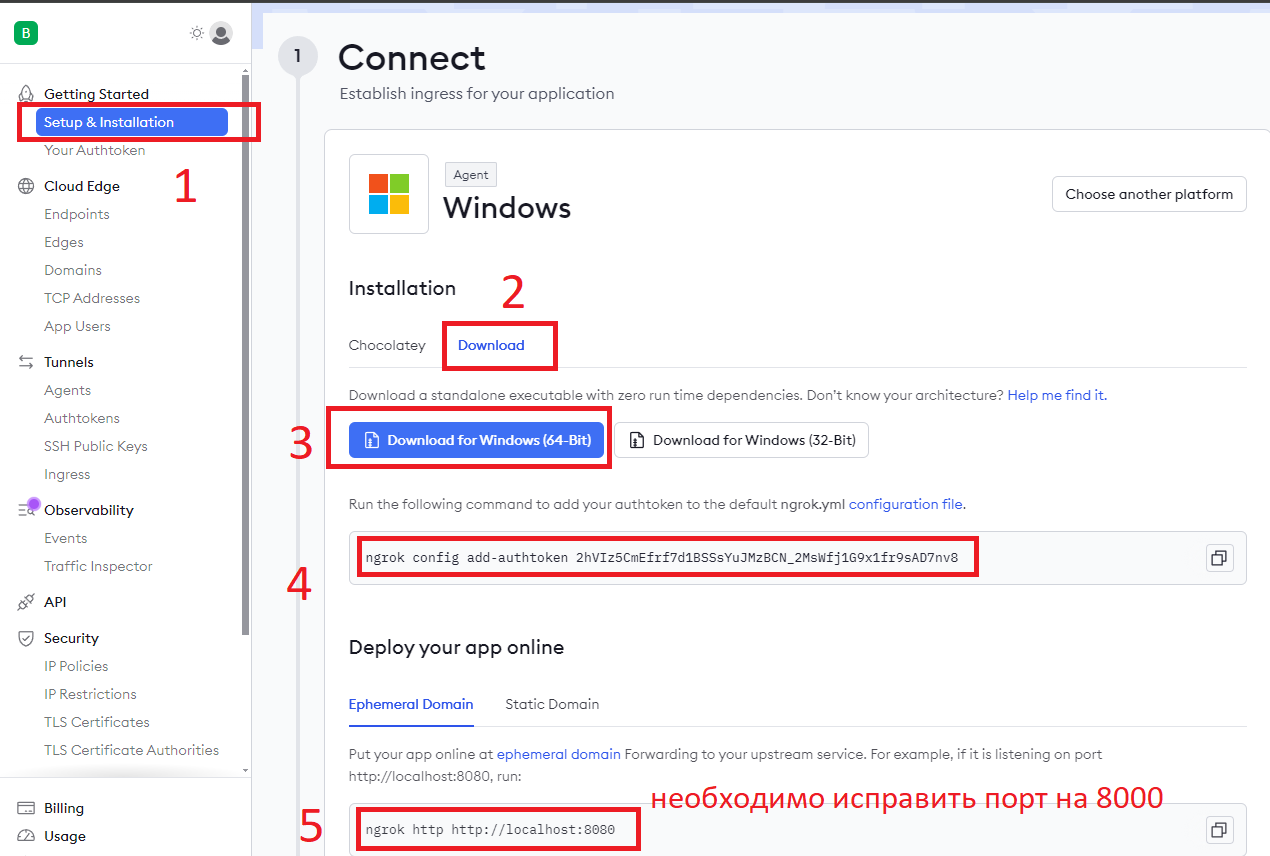 B
Getting Started
Setup & Installation
Your Authtoken
1
Cloud Edge
Endpoints
Edges
Domains
TCP Addresses
App Users
Tunnels
Agents
Authtokens
SSH Public Keys
Ingress
Observability
Events
Traffic Inspector
API
Security
IP Policies
IP Restrictions
TLS Certificates
TLS Certificate Authorities
Billing
Usage
1
Connect
Establish ingress for your application
Agent
Windows
Choose another platform
Installation
2
Chocolatey
Download
Download a standalone executable with zero run time dependencies. Don't know your architecture? Help me find it.
3
Download for Windows (64-Bit)
Download for Windows (32-Bit)
Run the following command to add your authtoken to the default ngrok.yml configuration file.
ngrok config add-authtoken 2hVIz5CmEfrf7d1BSSsYuJMzBCN_2MsWfj1G9x1fr9sAD7nv8
4
Deploy your app online
Ephemeral Domain
Static Domain
Put your app online at ephemeral domain Forwarding to your upstream service. For example, if it is listening on port
http://localhost:8080, run:
необходимо исправить порт на 8000
5
ngrok http http://localhost:8080